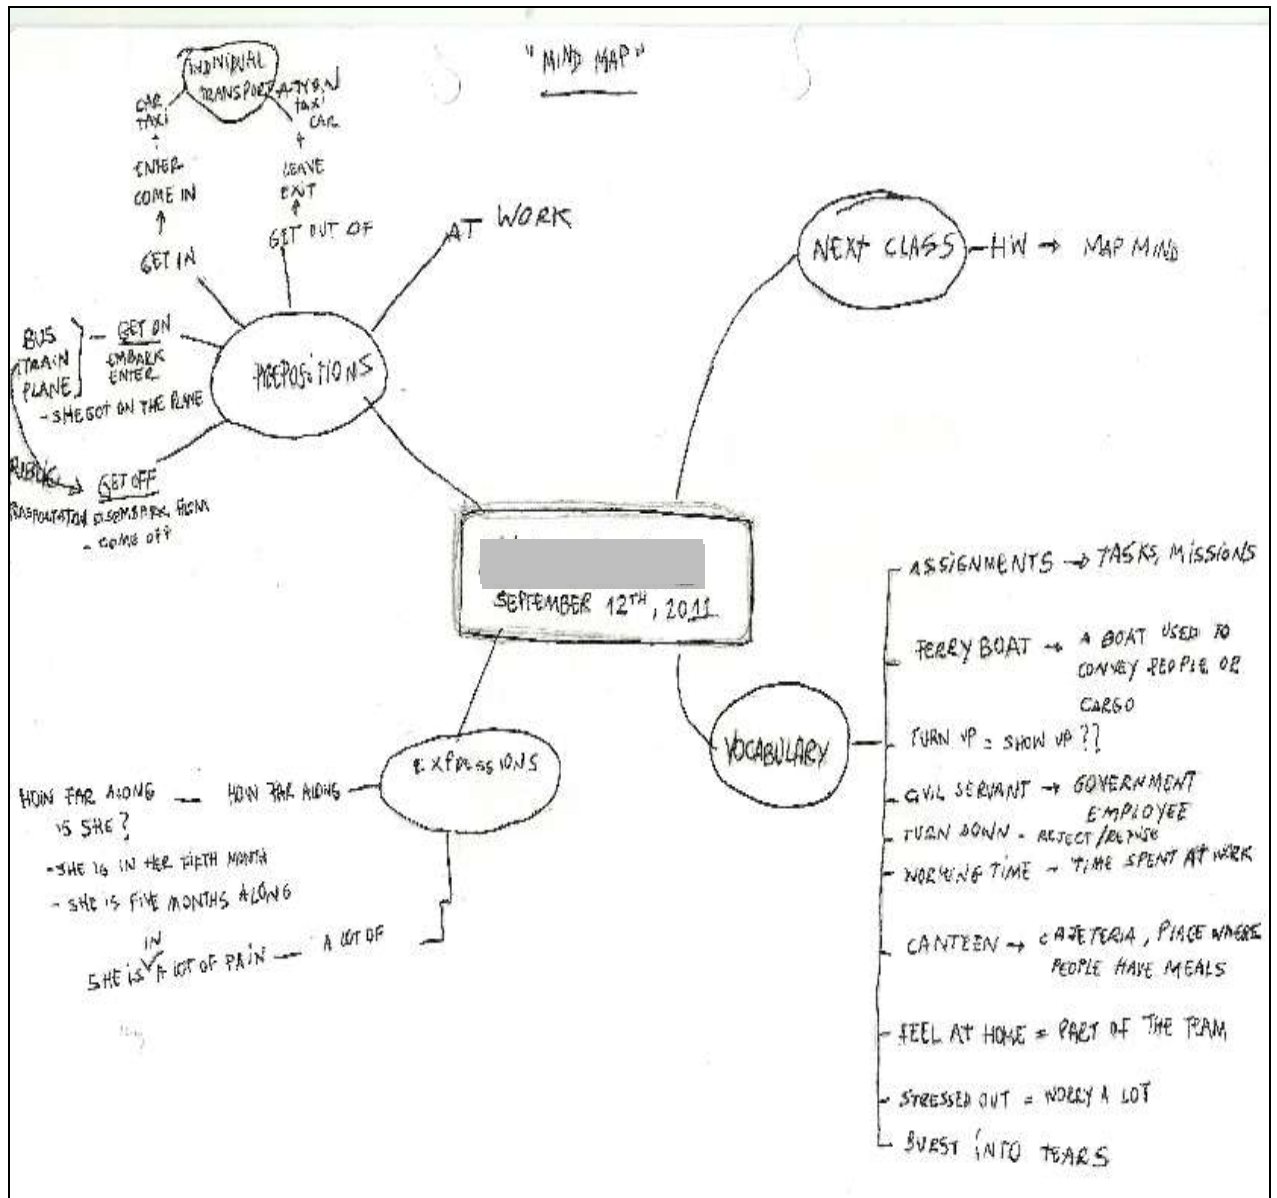 "MIND MAP"
INDIVIDUAL
TRANSPORTATION
CAR
TAXI
TAXI
CAR
ENTER
COME IN
LEAVE
EXIT
GET IN
GET OUT OF
AT WORK
PREPOSITIONS
BUS
TRAIN
PLANE
GET ON
EMBARK
ENTER
- SHE GOT ON THE PLANE
PUBLIC
GET OFF
DISEMBARK FROM
- COME OFF
NEXT CLASS
HW → MAP MIND
SEPTEMBER 12TH, 2011
EXPRESSIONS
HOW FAR ALONG
HOW FAR ALONG
IS SHE?
- SHE IS IN HER FIFTH MONTH
- SHE IS FIVE MONTHS ALONG
A LOT OF
IN
SHE IS A LOT OF PAIN
VOCABULARY
ASSIGNMENTS → TASKS, MISSIONS
FERRY BOAT → A BOAT USED TO
CONVEY PEOPLE OR
CARGO
TURN UP = SHOW UP ??
CIVIL SERVANT → GOVERNMENT
EMPLOYEE
TURN DOWN - REJECT/REFUSE
WORKING TIME - TIME SPENT AT WORK
CANTEEN → CAFETERIA, PLACE WHERE
PEOPLE HAVE MEALS
FEEL AT HOME = PART OF THE TEAM
STRESSED OUT = WORRY A LOT
BURST INTO TEARS